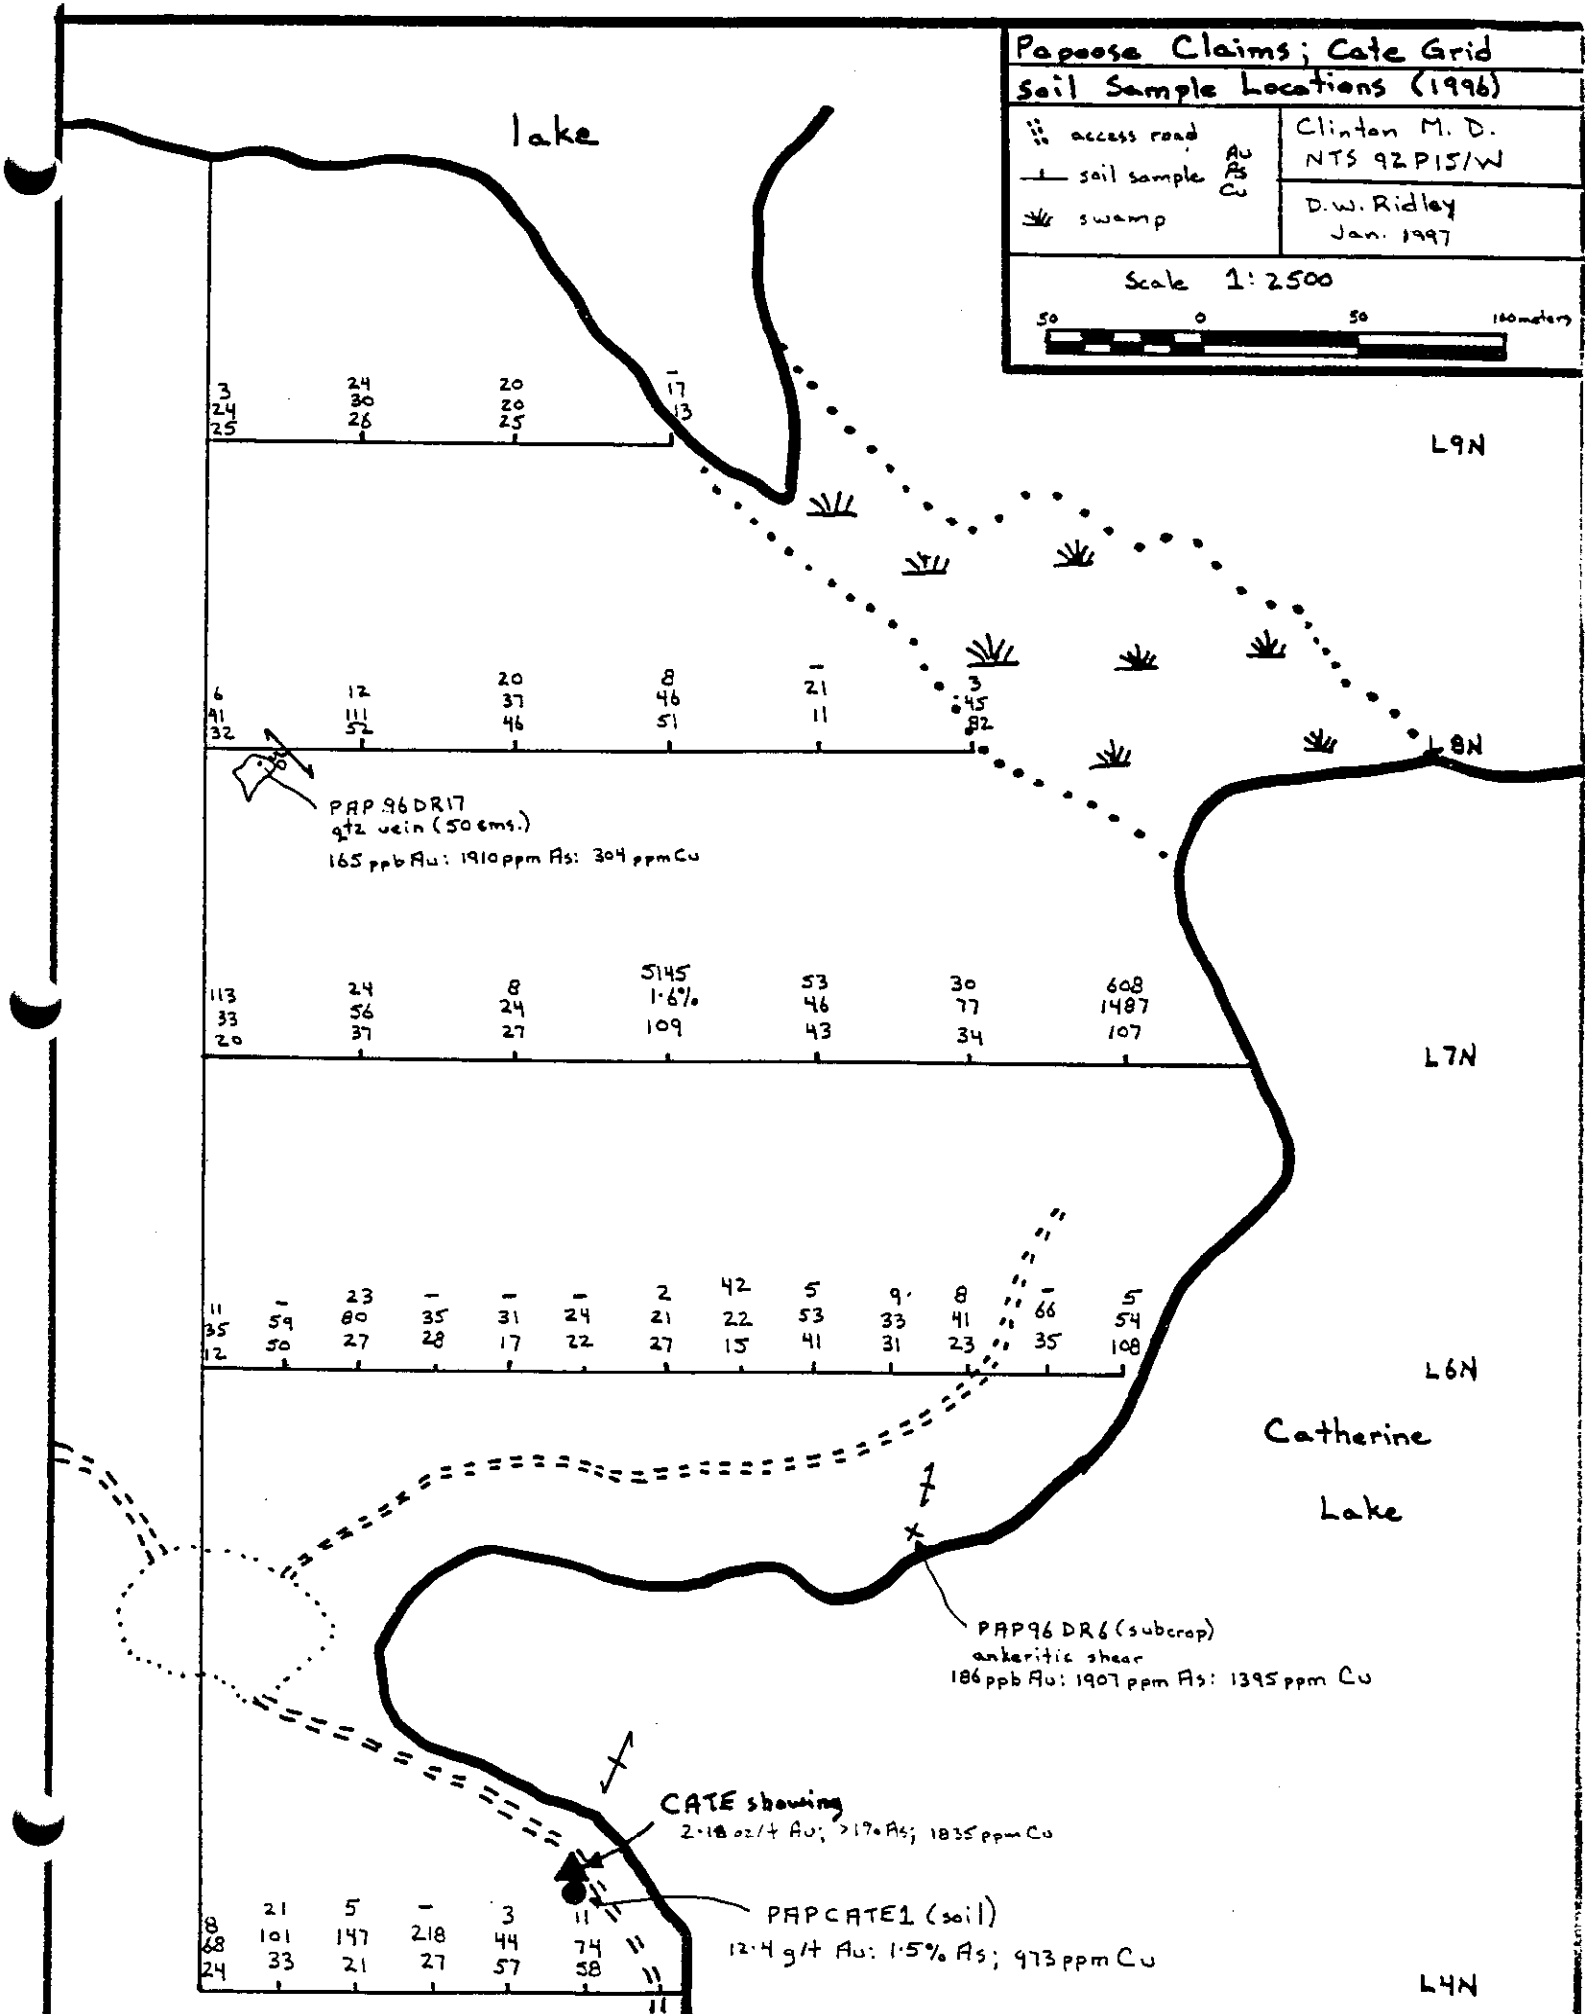 Papoose Claims; Cate Grid
Soil Sample Locations (1996)
access road
soil sample
Au
As
Cu
swamp
Clinton M. D.
NTS 92P15/W
D.W. Ridley
Jan. 1997
Scale 1:2500
50 0 50 100 meters
lake
3 24 20 -
24 30 20 17
25 26 25 13
L9N
6 12 20 8 - 3
41 111 37 46 21 45
32 52 46 51 11 82
L8N
60
PAP 96 DR17
qtz vein (50 cms.)
165 ppb Au: 1910 ppm As: 304 ppm Cu
113 24 8 5145 53 30 608
33 56 24 1.6% 46 77 1487
20 37 27 109 43 34 107
L7N
11 - 23 - - - 2 42 5 9 8 - 5
35 59 80 35 31 24 21 22 53 33 41 66 54
12 50 27 28 17 22 27 15 41 31 23 35 108
L6N
Catherine
Lake
PAP96 DR6 (subcrop)
ankeritic shear
186 ppb Au: 1907 ppm As: 1395 ppm Cu
CATE showing
2.18 oz/t Au; >1% As; 1835 ppm Cu
PAPCATE1 (soil)
12.4 g/t Au: 1.5% As; 973 ppm Cu
8 21 5 - 3 11
68 101 147 218 44 74
24 33 21 27 57 58
L4N